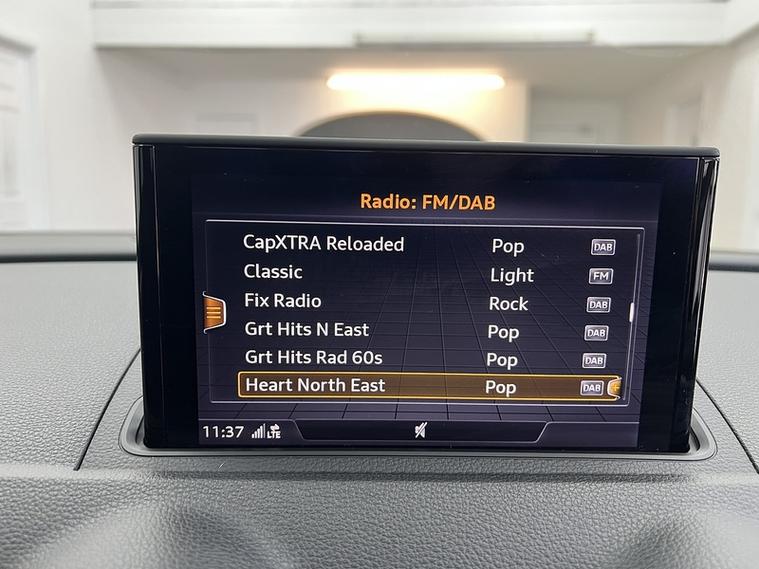 Radio: FM/DAB
CapXTRA Reloaded Pop DAB
Classic Light FM
Fix Radio Rock DAB
Grt Hits N East Pop DAB
Grt Hits Rad 60s Pop DAB
Heart North East Pop DAB
11:37 LTE